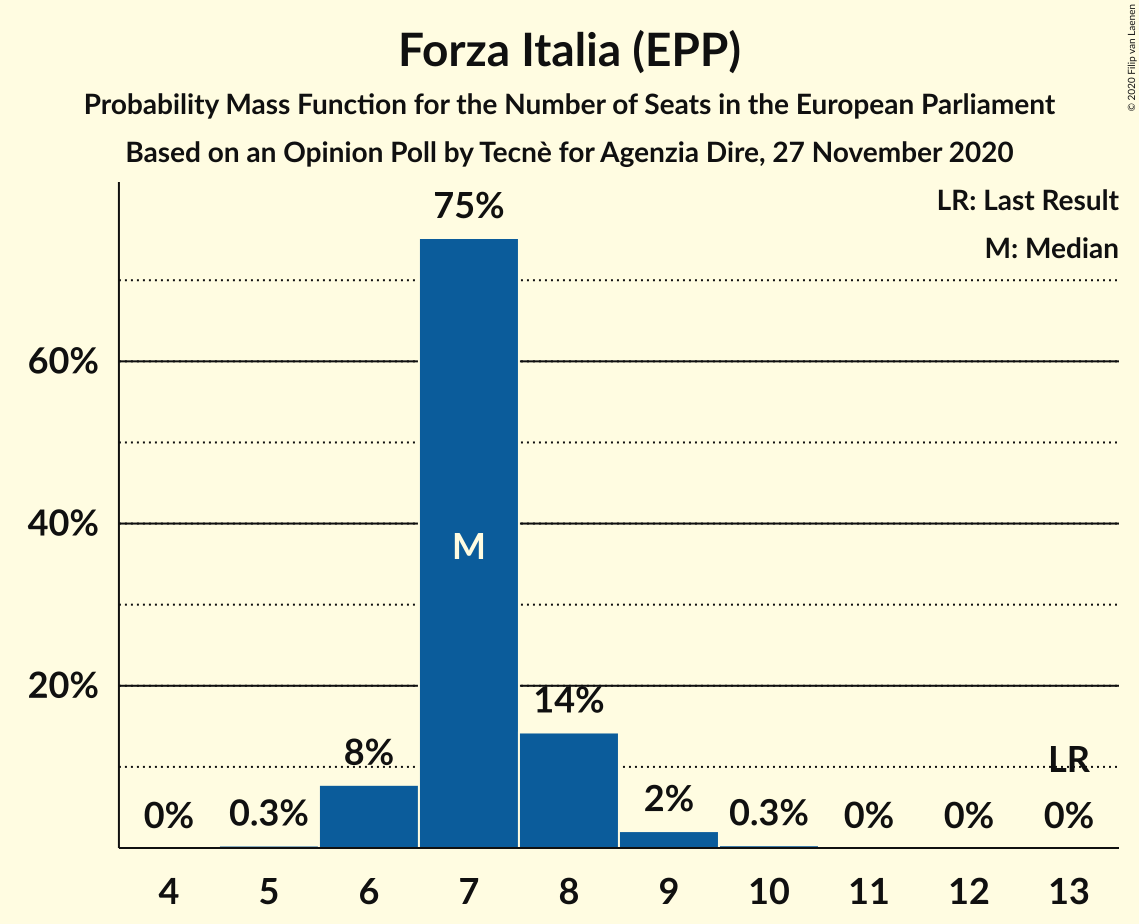 Forza Italia (EPP)
Probability Mass Function for the Number of Seats in the European Parliament
Based on an Opinion Poll by Tecnè for Agenzia Dire, 27 November 2020
© 2020 Filip van Laenen
LR: Last Result
M: Median
75%
60%
40%
M
20%
14%
8%
LR
0%
0.3%
2%
0.3%
0%
0%
0%
4 5 6 7 8 9 10 11 12 13